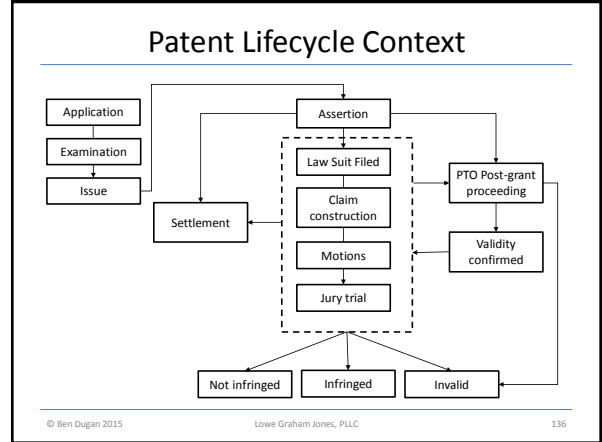 Patent Lifecycle Context
Application
Examination
Issue
Assertion
Law Suit Filed
Claim
construction
Motions
Jury trial
Settlement
PTO Post-grant
proceeding
Validity
confirmed
Not infringed
Infringed
Invalid
© Ben Dugan 2015
Lowe Graham Jones, PLLC
136